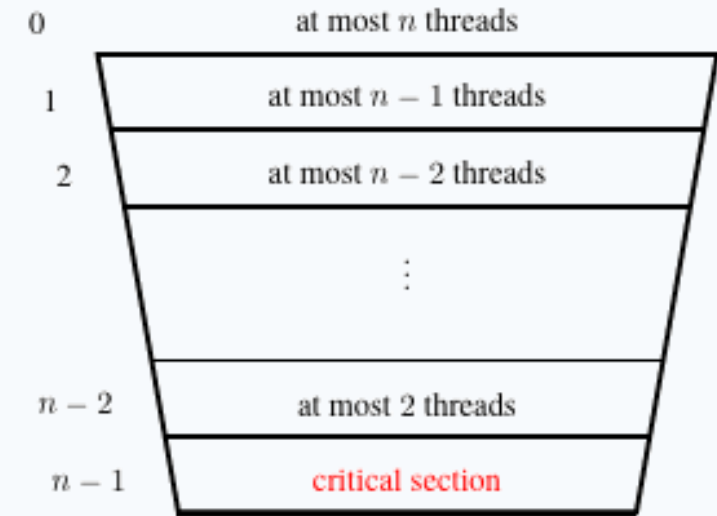 0 at most n threads
1 at most n − 1 threads
2 at most n − 2 threads
⋮
n − 2 at most 2 threads
n − 1 critical section